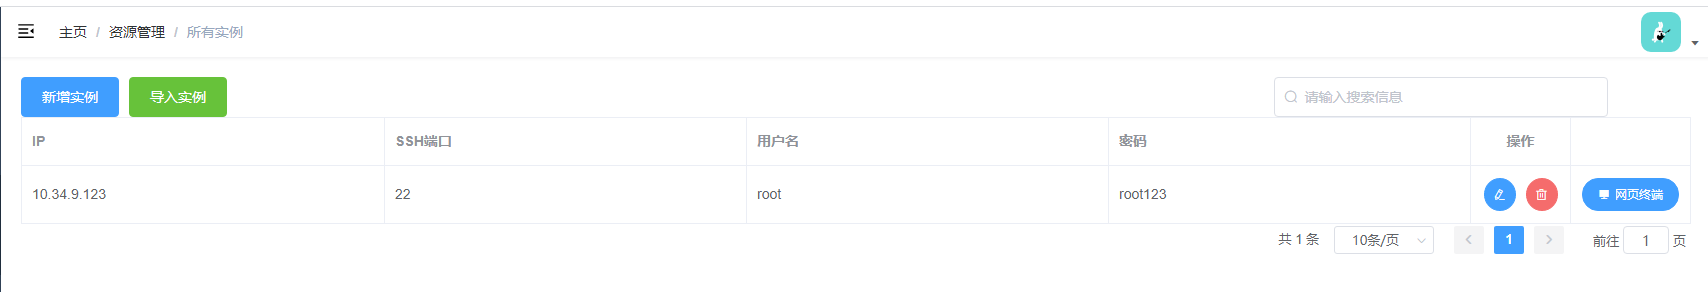 主页 / 资源管理 / 所有实例
新增实例 导入实例 请输入搜索信息
IP SSH端口 用户名 密码 操作
10.34.9.123 22 root root123 网页终端
共 1 条 10条/页 1 前往 1 页